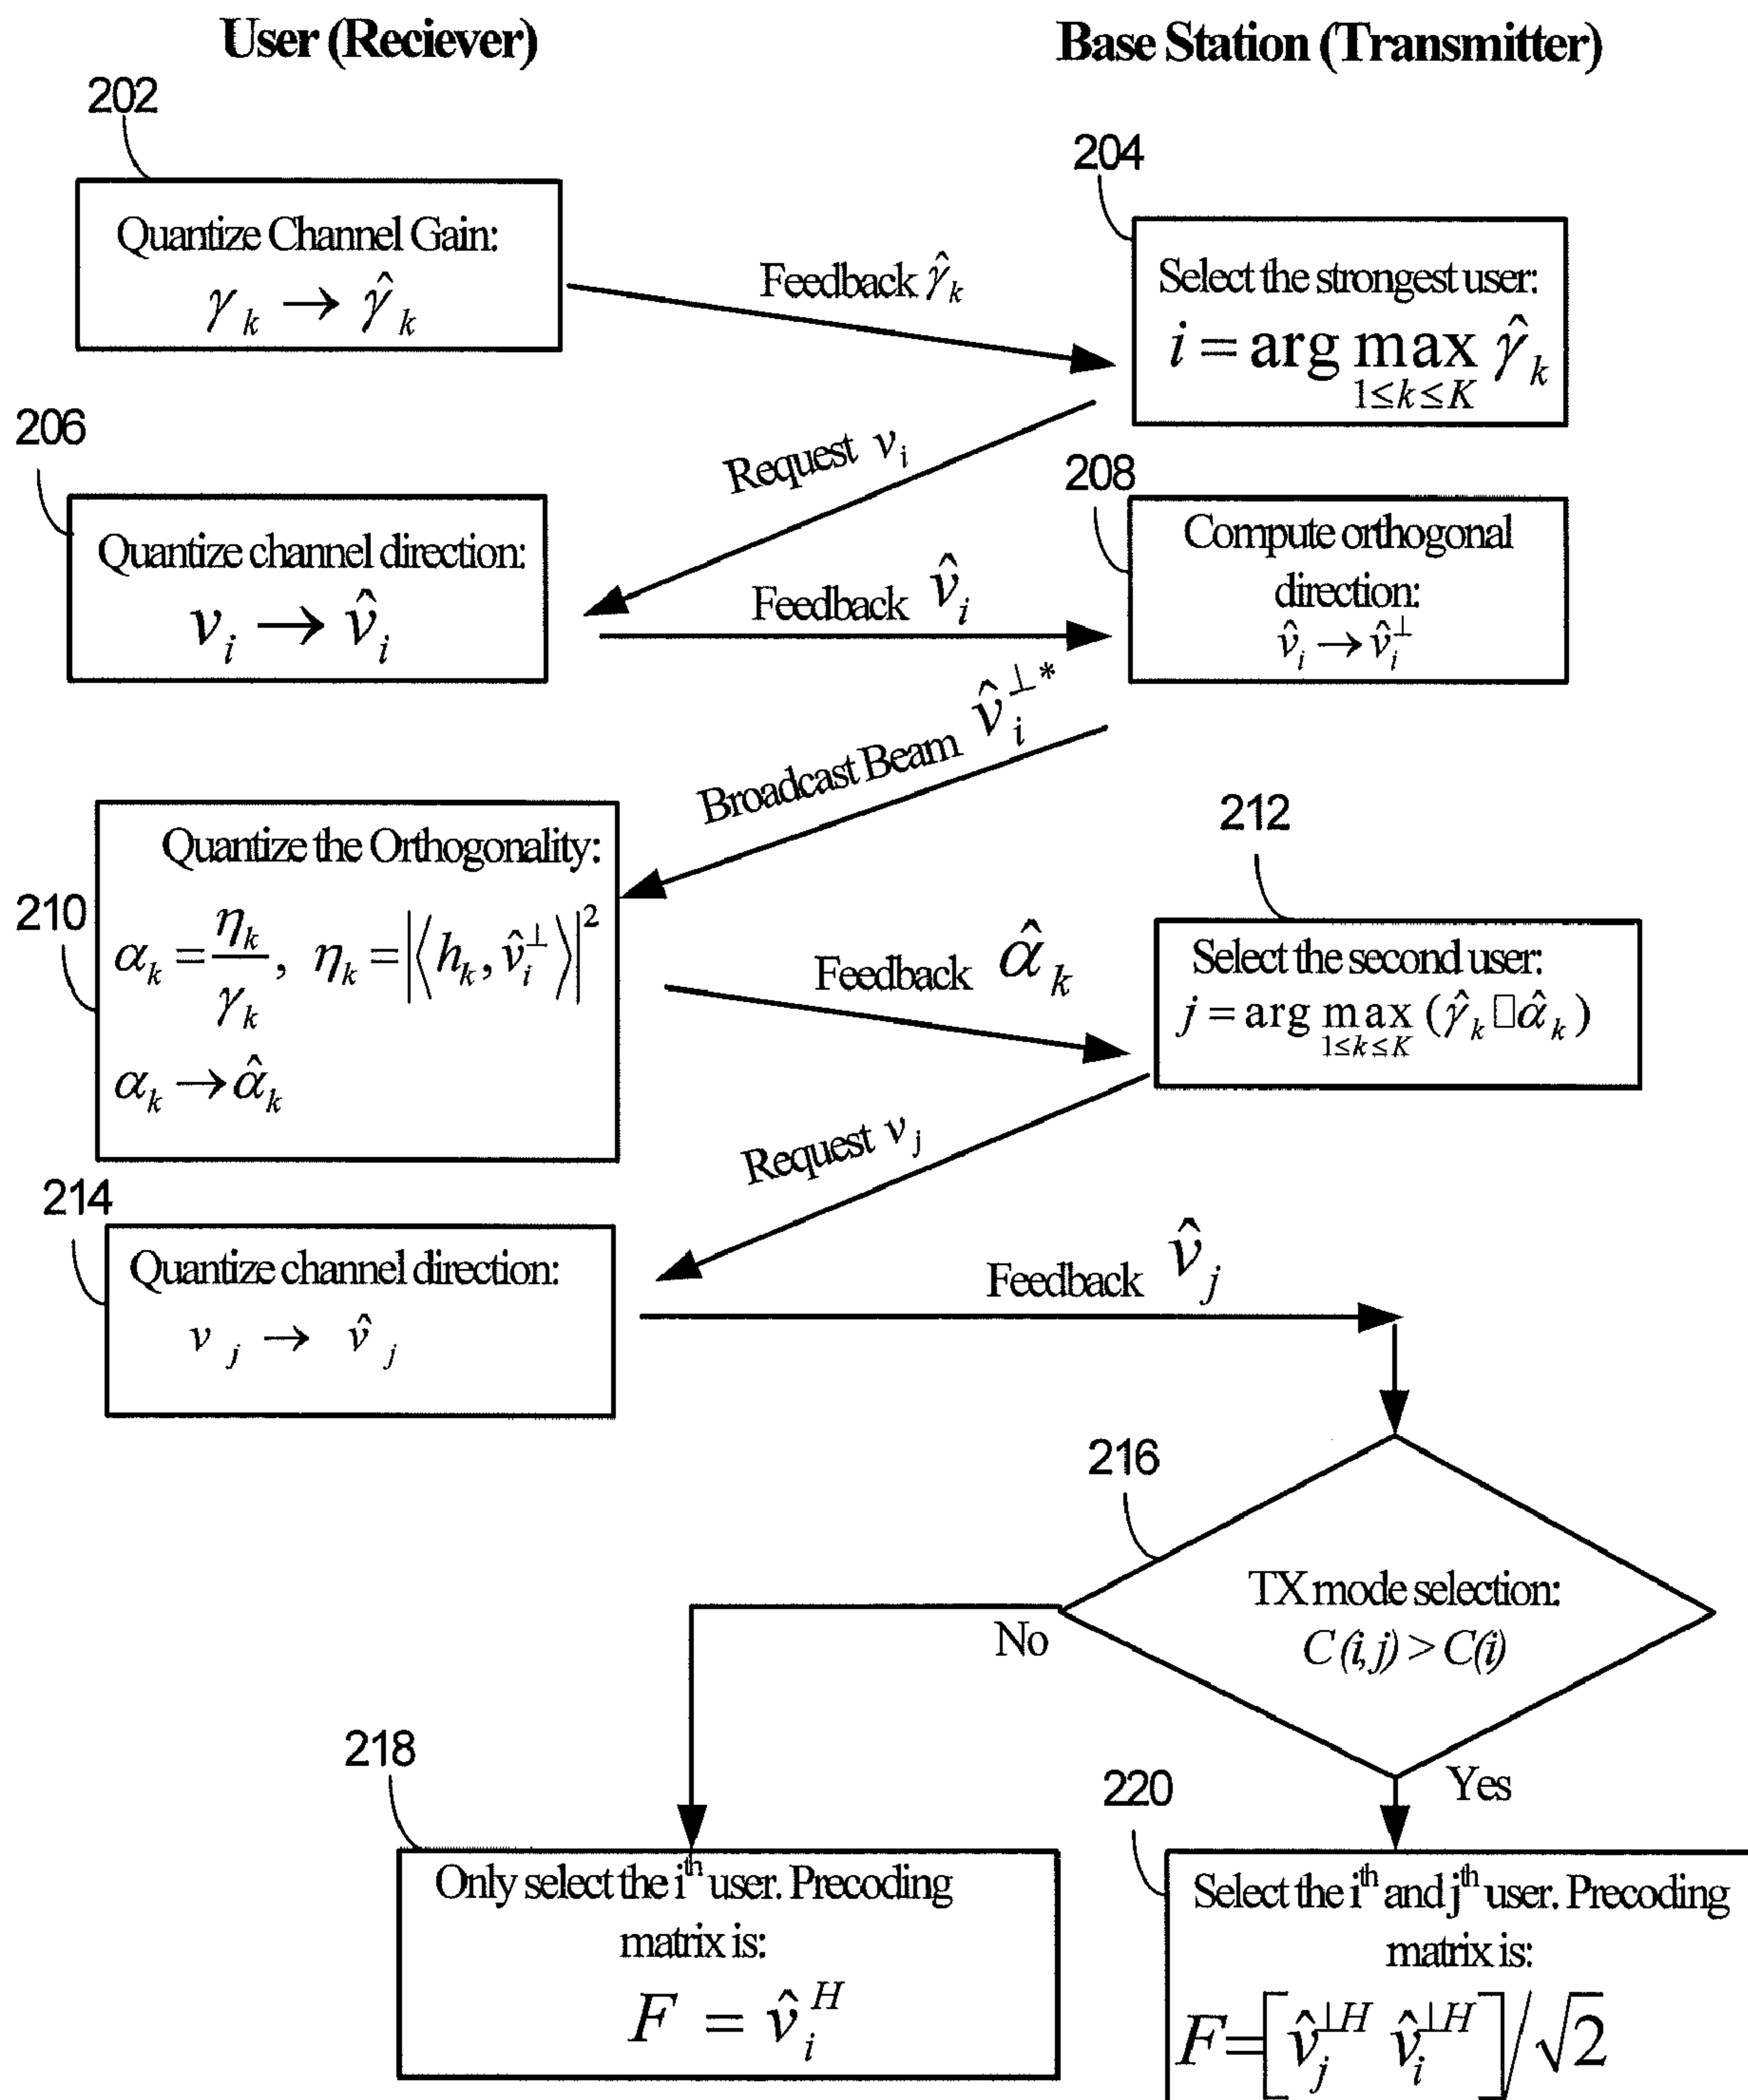 User (Reciever)
Base Station (Transmitter)
202
Quantize Channel Gain:
γ_k → γ̂_k
Feedback γ̂_k
204
Select the strongest user:
i = arg max γ̂_k
1≤k≤K
Request v_i
206
Quantize channel direction:
v_i → v̂_i
Feedback v̂_i
208
Compute orthogonal
direction:
v̂_i → v̂_i^⊥
Broadcast Beam v̂_i^⊥*
210
Quantize the Orthogonality:
α_k = η_k / γ_k, η_k = |⟨h_k, v̂_i^⊥⟩|^2
α_k → α̂_k
Feedback α̂_k
212
Select the second user:
j = arg max (γ̂_k □ α̂_k)
1≤k≤K
Request v_j
214
Quantize channel direction:
v_j → v̂_j
Feedback v̂_j
216
TX mode selection:
C(i,j) > C(i)
No
Yes
218
Only select the i^th user. Precoding
matrix is:
F = v̂_i^H
220
Select the i^th and j^th user. Precoding
matrix is:
F=[v̂_j^⊥H v̂_i^⊥H]/√2